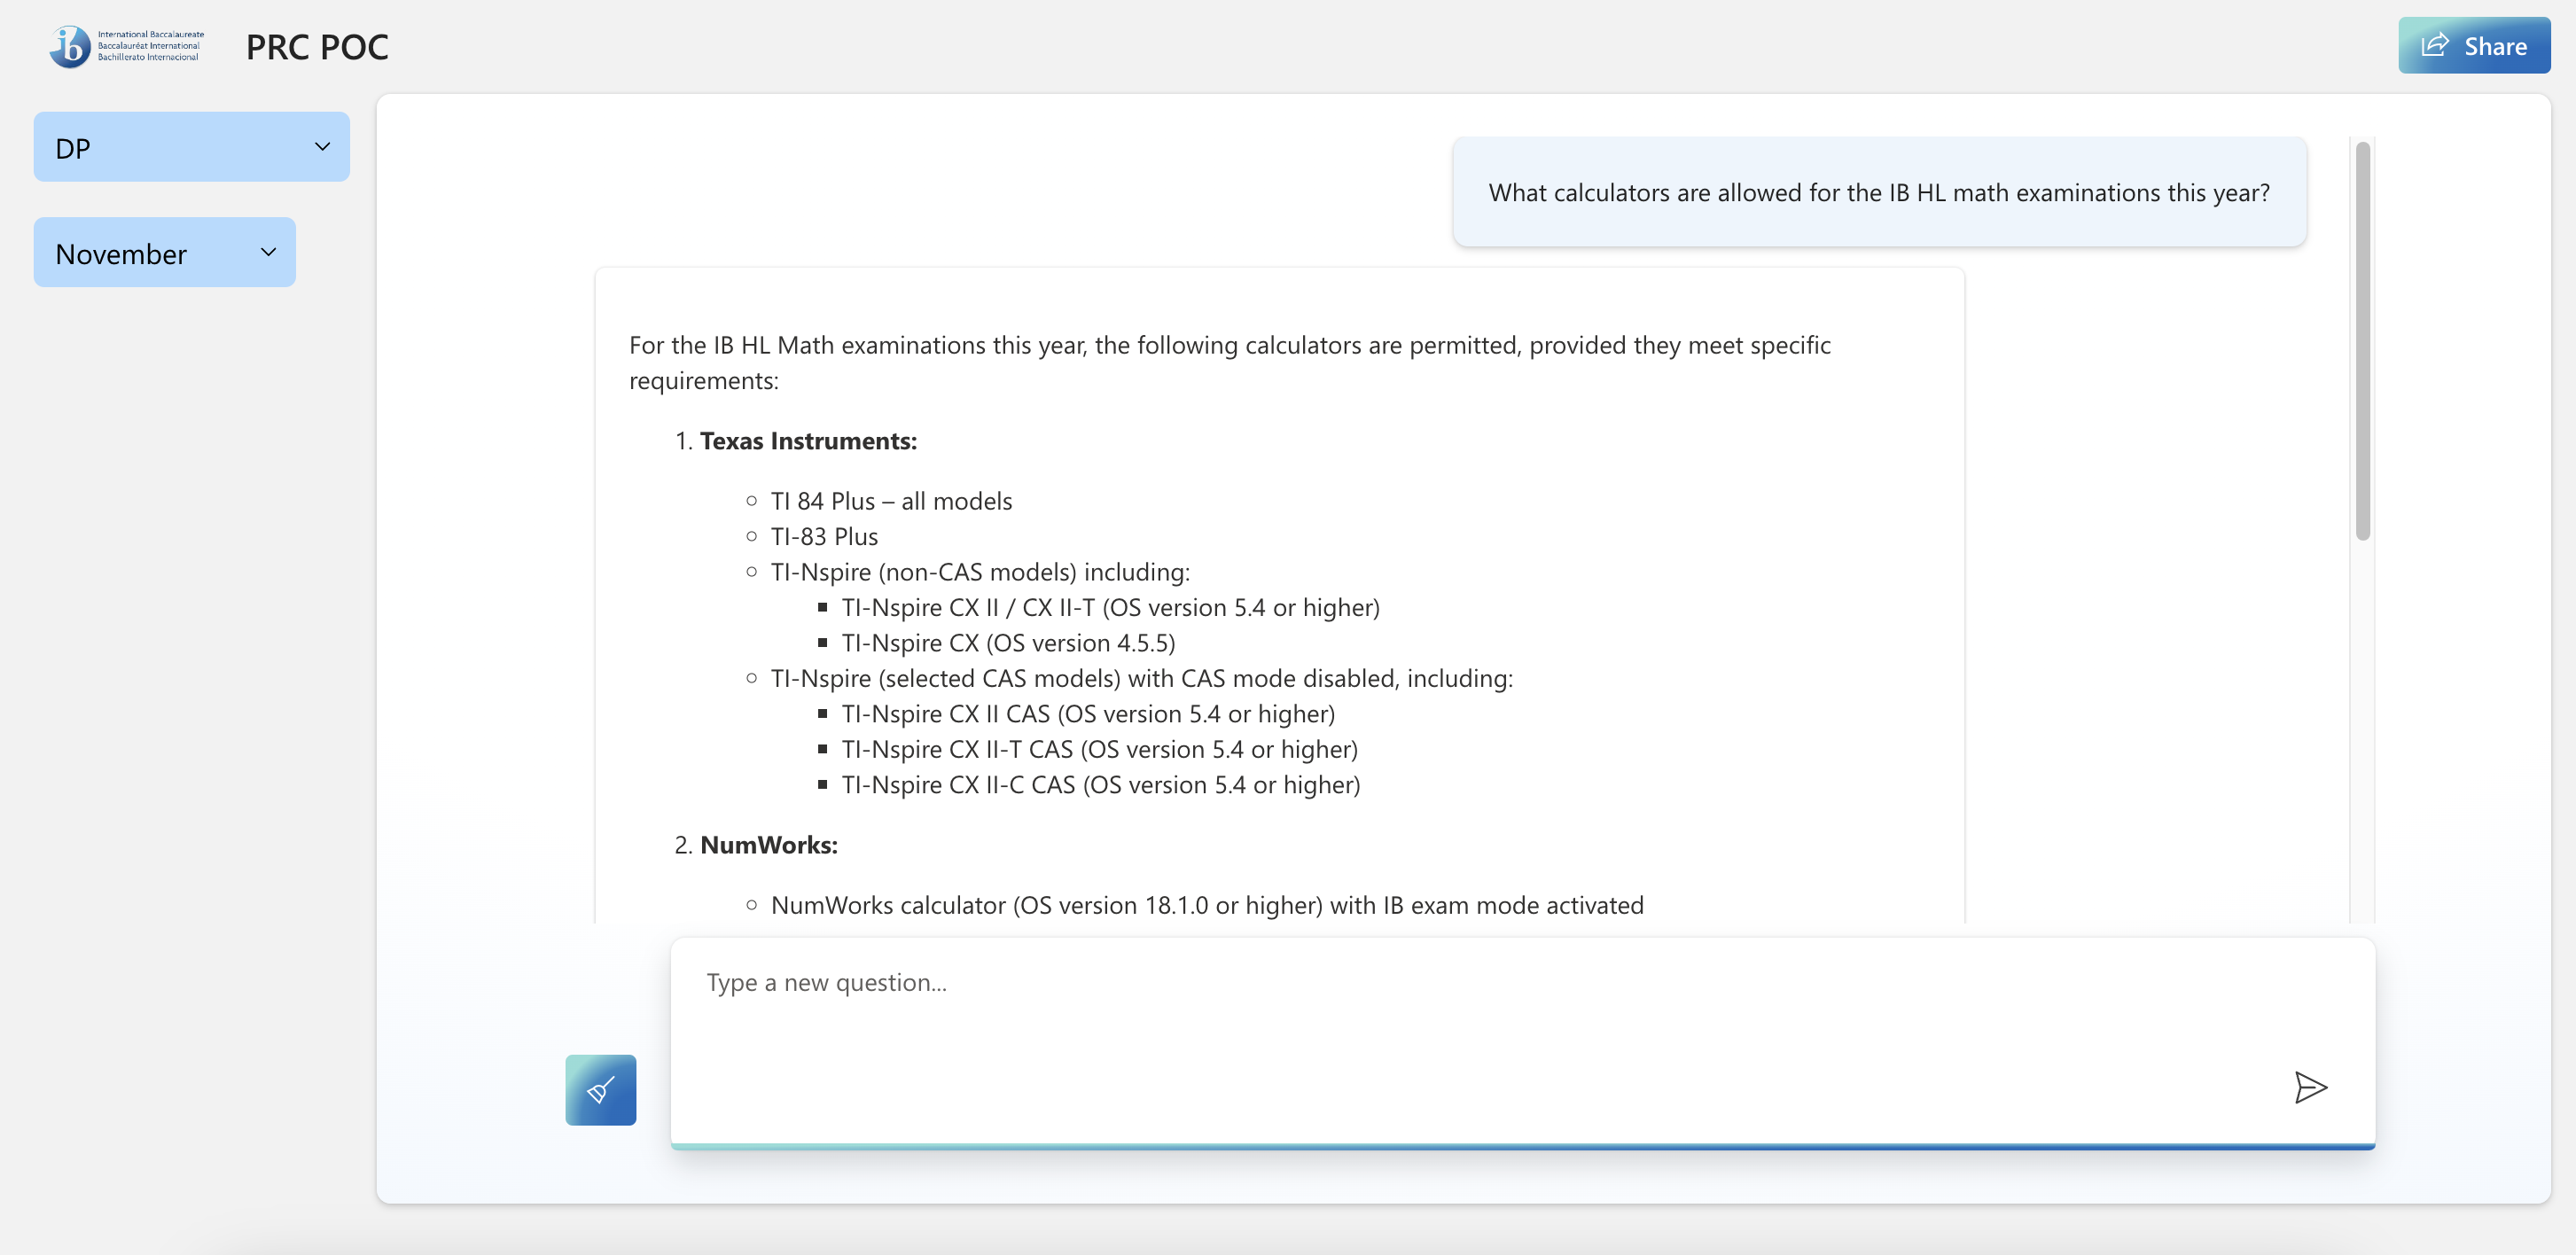 International Baccalaureate
Baccalauréat International
Bachillerato Internacional
PRC POC
Share
DP
November
What calculators are allowed for the IB HL math examinations this year?
For the IB HL Math examinations this year, the following calculators are permitted, provided they meet specific
requirements:
1. Texas Instruments:
TI 84 Plus – all models
TI-83 Plus
TI-Nspire (non-CAS models) including:
TI-Nspire CX II / CX II-T (OS version 5.4 or higher)
TI-Nspire CX (OS version 4.5.5)
TI-Nspire (selected CAS models) with CAS mode disabled, including:
TI-Nspire CX II CAS (OS version 5.4 or higher)
TI-Nspire CX II-T CAS (OS version 5.4 or higher)
TI-Nspire CX II-C CAS (OS version 5.4 or higher)
2. NumWorks:
NumWorks calculator (OS version 18.1.0 or higher) with IB exam mode activated
Type a new question...